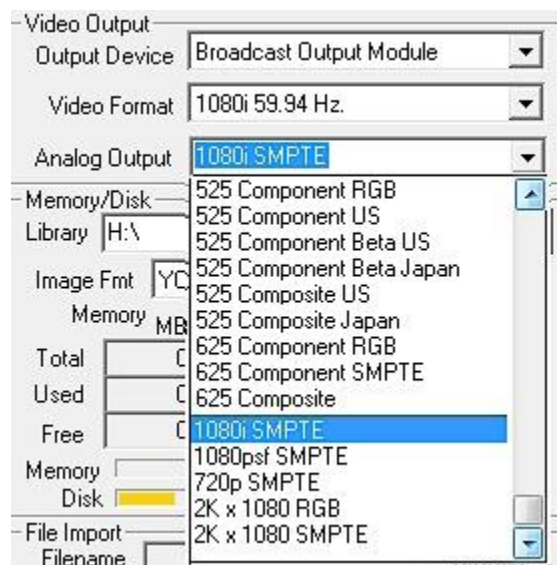 Video Output
Output Device Broadcast Output Module
Video Format 1080i 59.94 Hz.
Analog Output 1080i SMPTE
525 Component RGB
525 Component US
525 Component Beta US
525 Component Beta Japan
525 Composite US
525 Composite Japan
625 Component RGB
625 Component SMPTE
625 Composite
1080i SMPTE
1080psf SMPTE
720p SMPTE
2K x 1080 RGB
2K x 1080 SMPTE
Memory/Disk
Library H:\
Image Fmt
Memory MB
Total
Used
Free
Memory
Disk
File Import
Filename